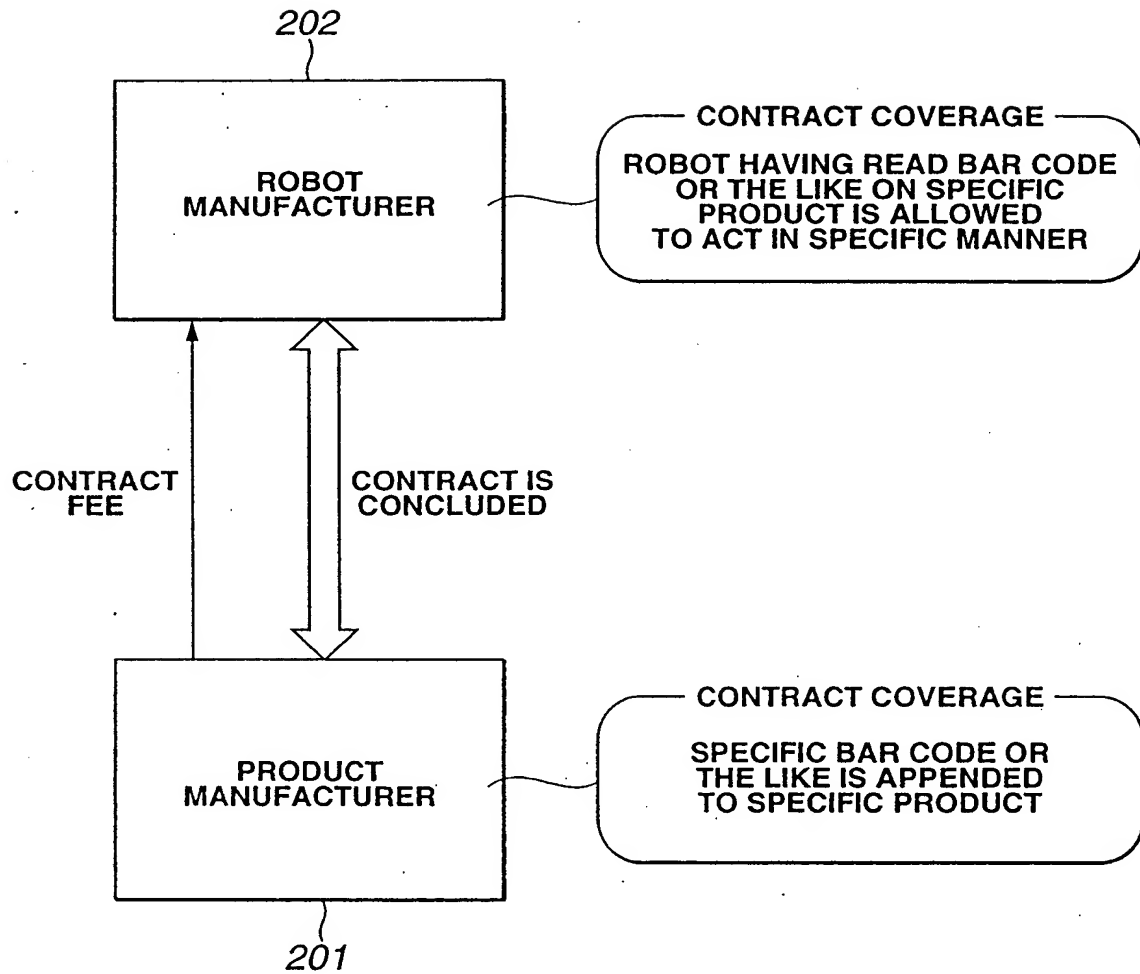 202
ROBOT
MANUFACTURER
CONTRACT COVERAGE
ROBOT HAVING READ BAR CODE
OR THE LIKE ON SPECIFIC
PRODUCT IS ALLOWED
TO ACT IN SPECIFIC MANNER
CONTRACT
FEE
CONTRACT IS
CONCLUDED
PRODUCT
MANUFACTURER
CONTRACT COVERAGE
SPECIFIC BAR CODE OR
THE LIKE IS APPENDED
TO SPECIFIC PRODUCT
201